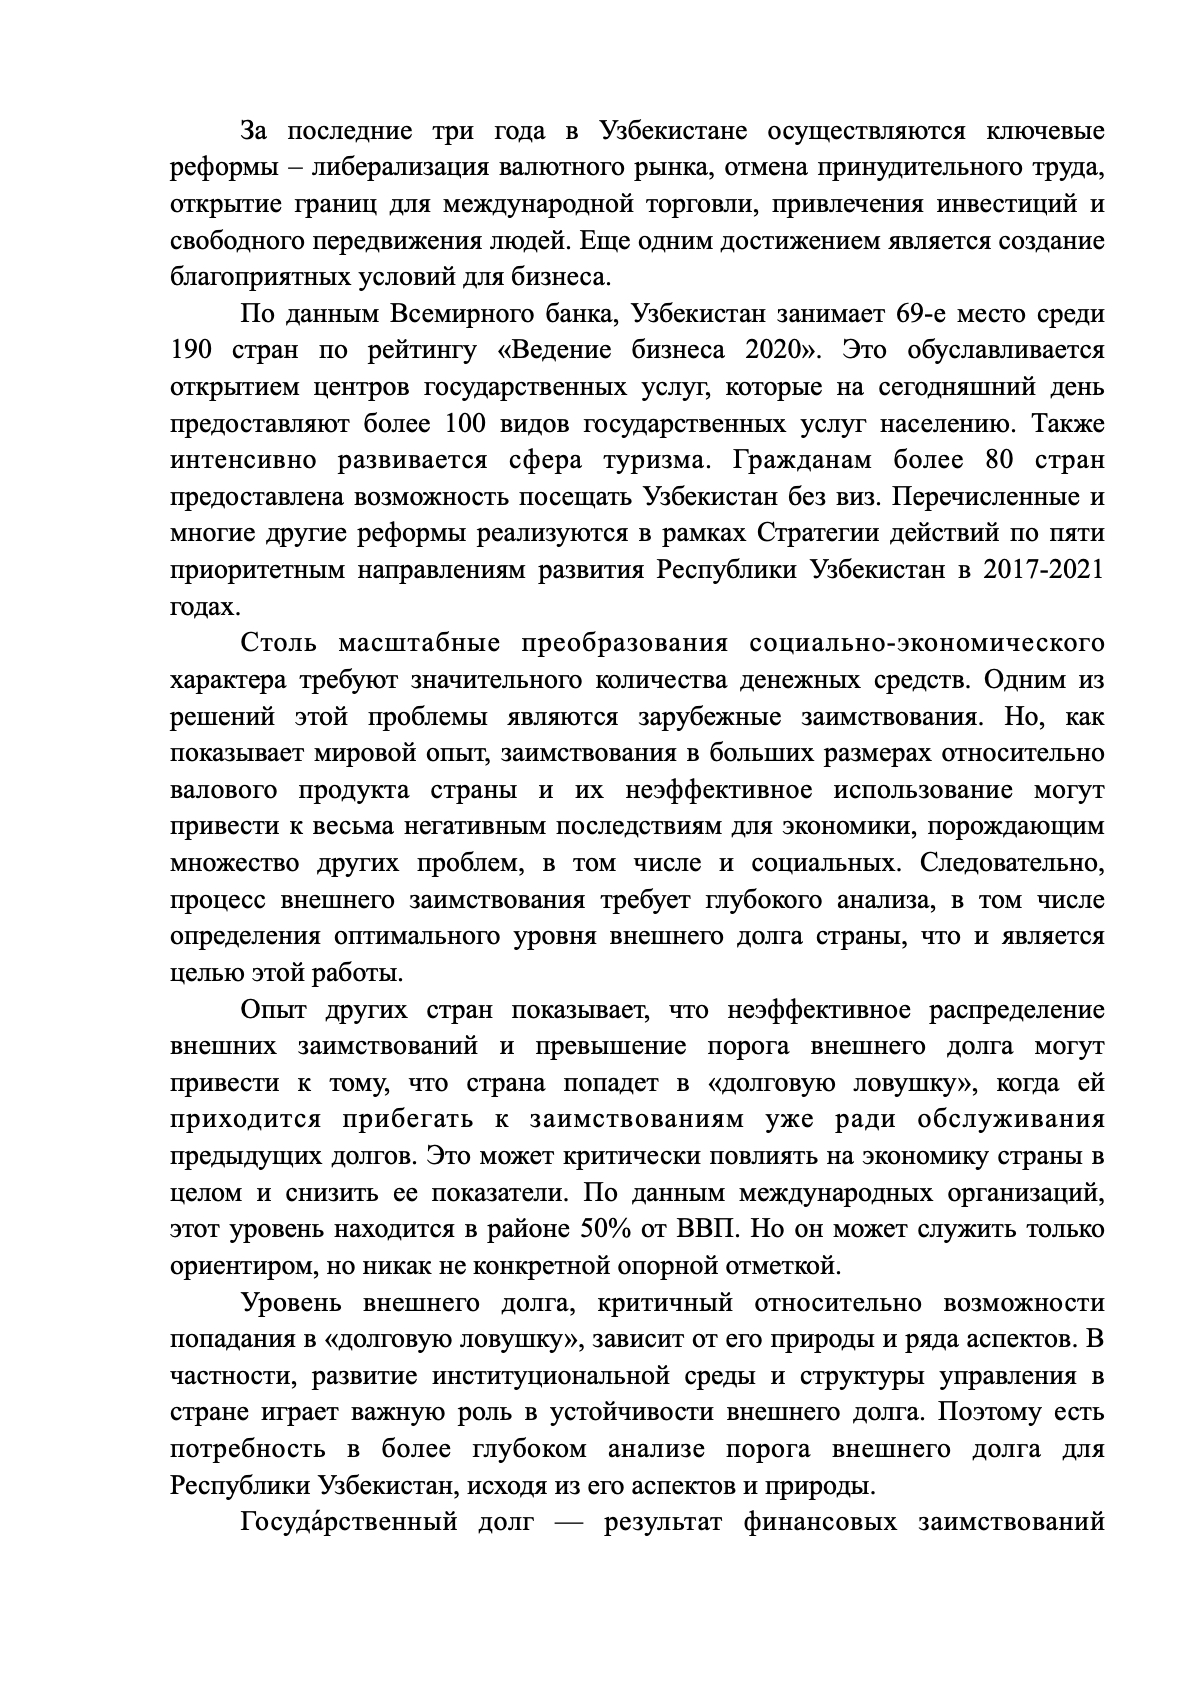 За последние три года в Узбекистане осуществляются ключевые
реформы – либерализация валютного рынка, отмена принудительного труда,
открытие границ для международной торговли, привлечения инвестиций и
свободного передвижения людей. Еще одним достижением является создание
благоприятных условий для бизнеса.
По данным Всемирного банка, Узбекистан занимает 69-е место среди
190 стран по рейтингу «Ведение бизнеса 2020». Это обуславливается
открытием центров государственных услуг, которые на сегодняшний день
предоставляют более 100 видов государственных услуг населению. Также
интенсивно развивается сфера туризма. Гражданам более 80 стран
предоставлена возможность посещать Узбекистан без виз. Перечисленные и
многие другие реформы реализуются в рамках Стратегии действий по пяти
приоритетным направлениям развития Республики Узбекистан в 2017-2021
годах.
Столь масштабные преобразования социально-экономического
характера требуют значительного количества денежных средств. Одним из
решений этой проблемы являются зарубежные заимствования. Но, как
показывает мировой опыт, заимствования в больших размерах относительно
валового продукта страны и их неэффективное использование могут
привести к весьма негативным последствиям для экономики, порождающим
множество других проблем, в том числе и социальных. Следовательно,
процесс внешнего заимствования требует глубокого анализа, в том числе
определения оптимального уровня внешнего долга страны, что и является
целью этой работы.
Опыт других стран показывает, что неэффективное распределение
внешних заимствований и превышение порога внешнего долга могут
привести к тому, что страна попадет в «долговую ловушку», когда ей
приходится прибегать к заимствованиям уже ради обслуживания
предыдущих долгов. Это может критически повлиять на экономику страны в
целом и снизить ее показатели. По данным международных организаций,
этот уровень находится в районе 50% от ВВП. Но он может служить только
ориентиром, но никак не конкретной опорной отметкой.
Уровень внешнего долга, критичный относительно возможности
попадания в «долговую ловушку», зависит от его природы и ряда аспектов. В
частности, развитие институциональной среды и структуры управления в
стране играет важную роль в устойчивости внешнего долга. Поэтому есть
потребность в более глубоком анализе порога внешнего долга для
Республики Узбекистан, исходя из его аспектов и природы.
Госуда́рственный долг — результат финансовых заимствований